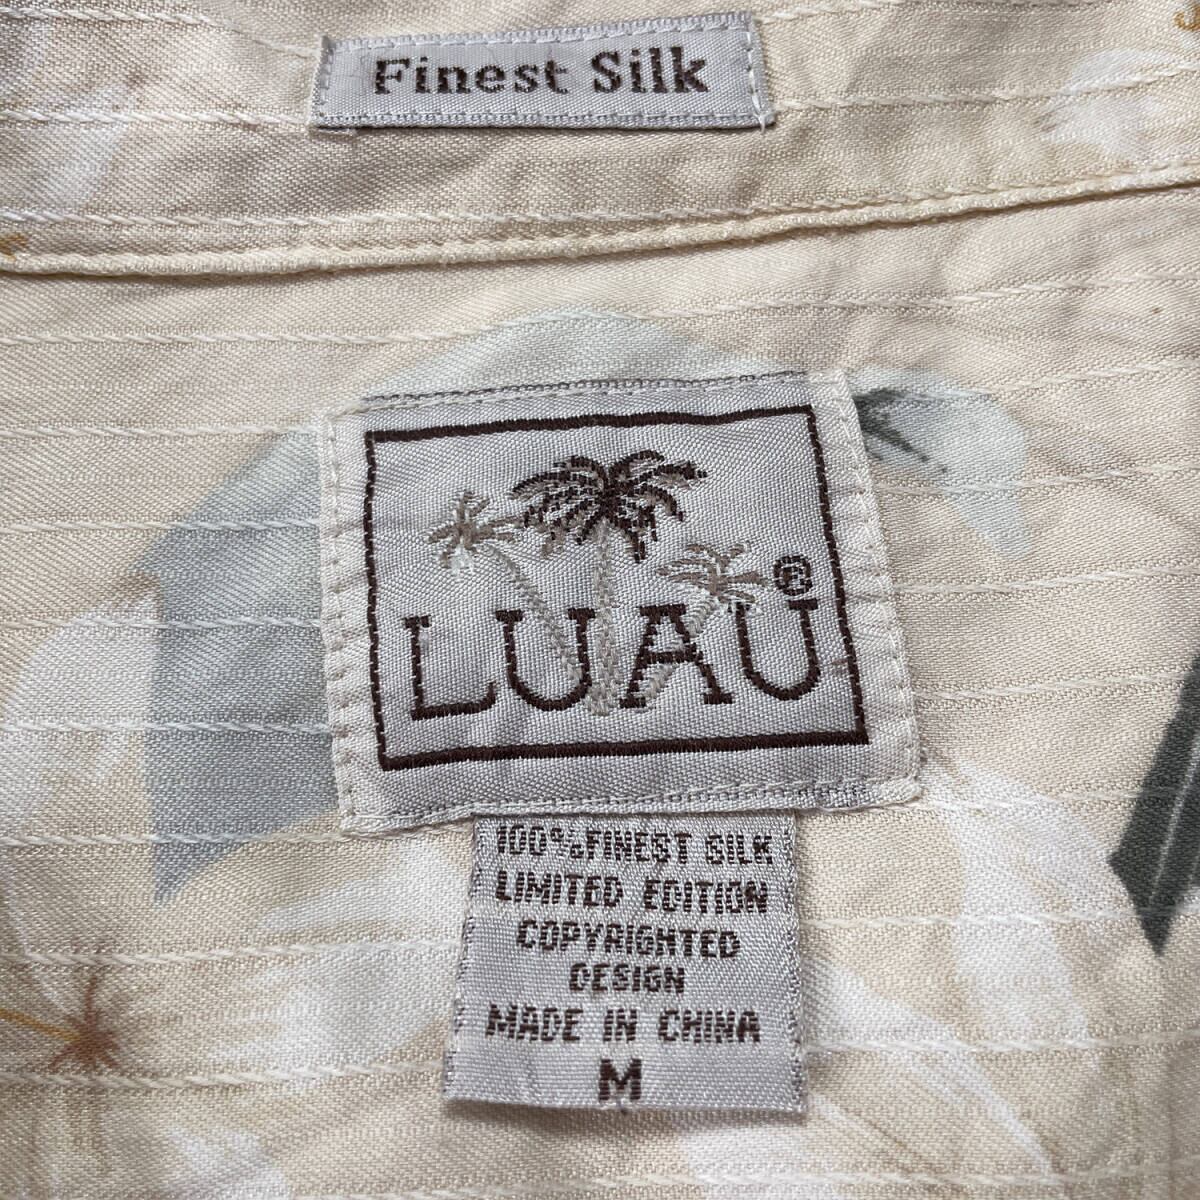 Finest Silk
LUAU®
100% FINEST SILK
LIMITED EDITION
COPYRIGHTED
DESIGN
MADE IN CHINA
M